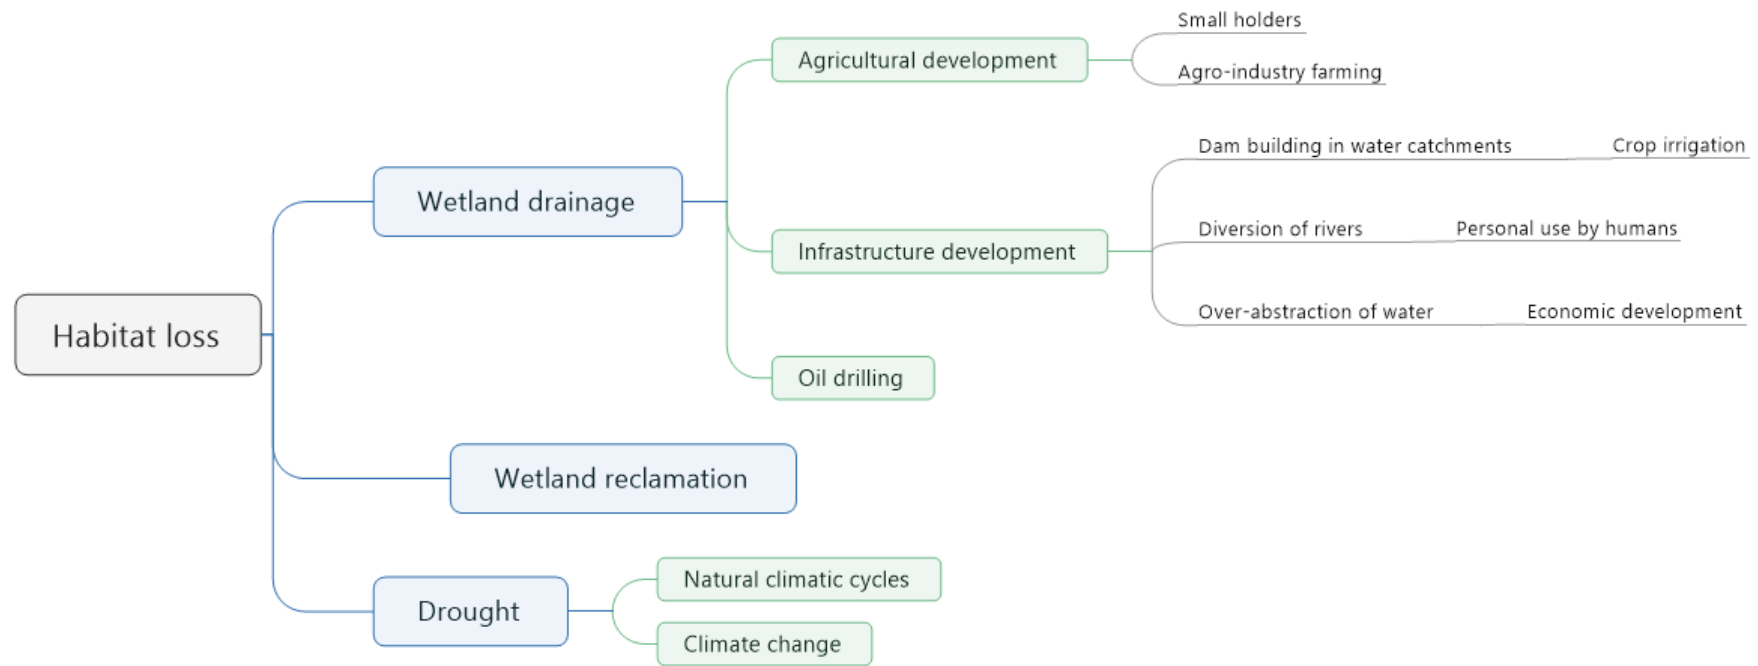 Small holders
Agricultural development
Agro-industry farming
Dam building in water catchments
Crop irrigation
Wetland drainage
Diversion of rivers
Personal use by humans
Infrastructure development
Over-abstraction of water
Economic development
Habitat loss
Oil drilling
Wetland reclamation
Natural climatic cycles
Drought
Climate change